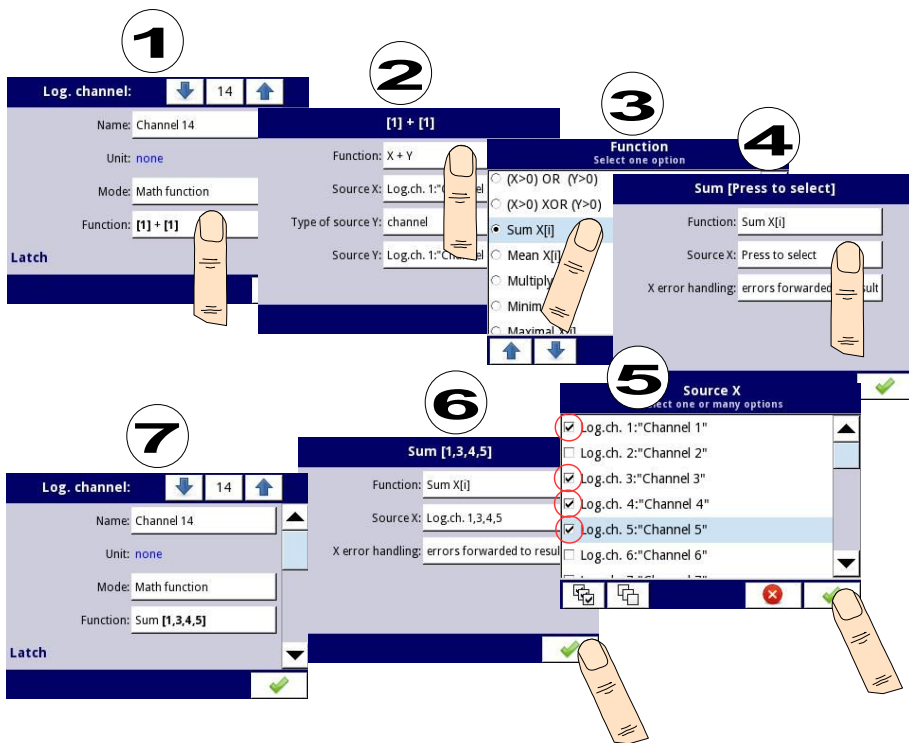 1
Log. channel: 14
Name: Channel 14
Unit: none
Mode: Math function
Function: [1] + [1]
Latch
2
[1] + [1]
Function: X + Y
Source X: Log.ch. 1:"
Type of source Y: channel
Source Y: Log.ch. 1:"
3
Function
Select one option
(X>0) OR (Y>0)
(X>0) XOR (Y>0)
Sum X[i]
Mean X[i]
Multiply
Minim
Maximal X[i]
4
Sum [Press to select]
Function: Sum X[i]
Source X: Press to select
X error handling: errors forwarded
5
Source X
ect one or many options
Log.ch. 1:"Channel 1"
Log.ch. 2:"Channel 2"
Log.ch. 3:"Channel 3"
Log.ch. 4:"Channel 4"
Log.ch. 5:"Channel 5"
Log.ch. 6:"Channel 6"
6
Sum [1,3,4,5]
Function: Sum X[i]
Source X: Log.ch. 1,3,4,5
X error handling: errors forwarded to resul
7
Log. channel: 14
Name: Channel 14
Unit: none
Mode: Math function
Function: Sum [1,3,4,5]
Latch